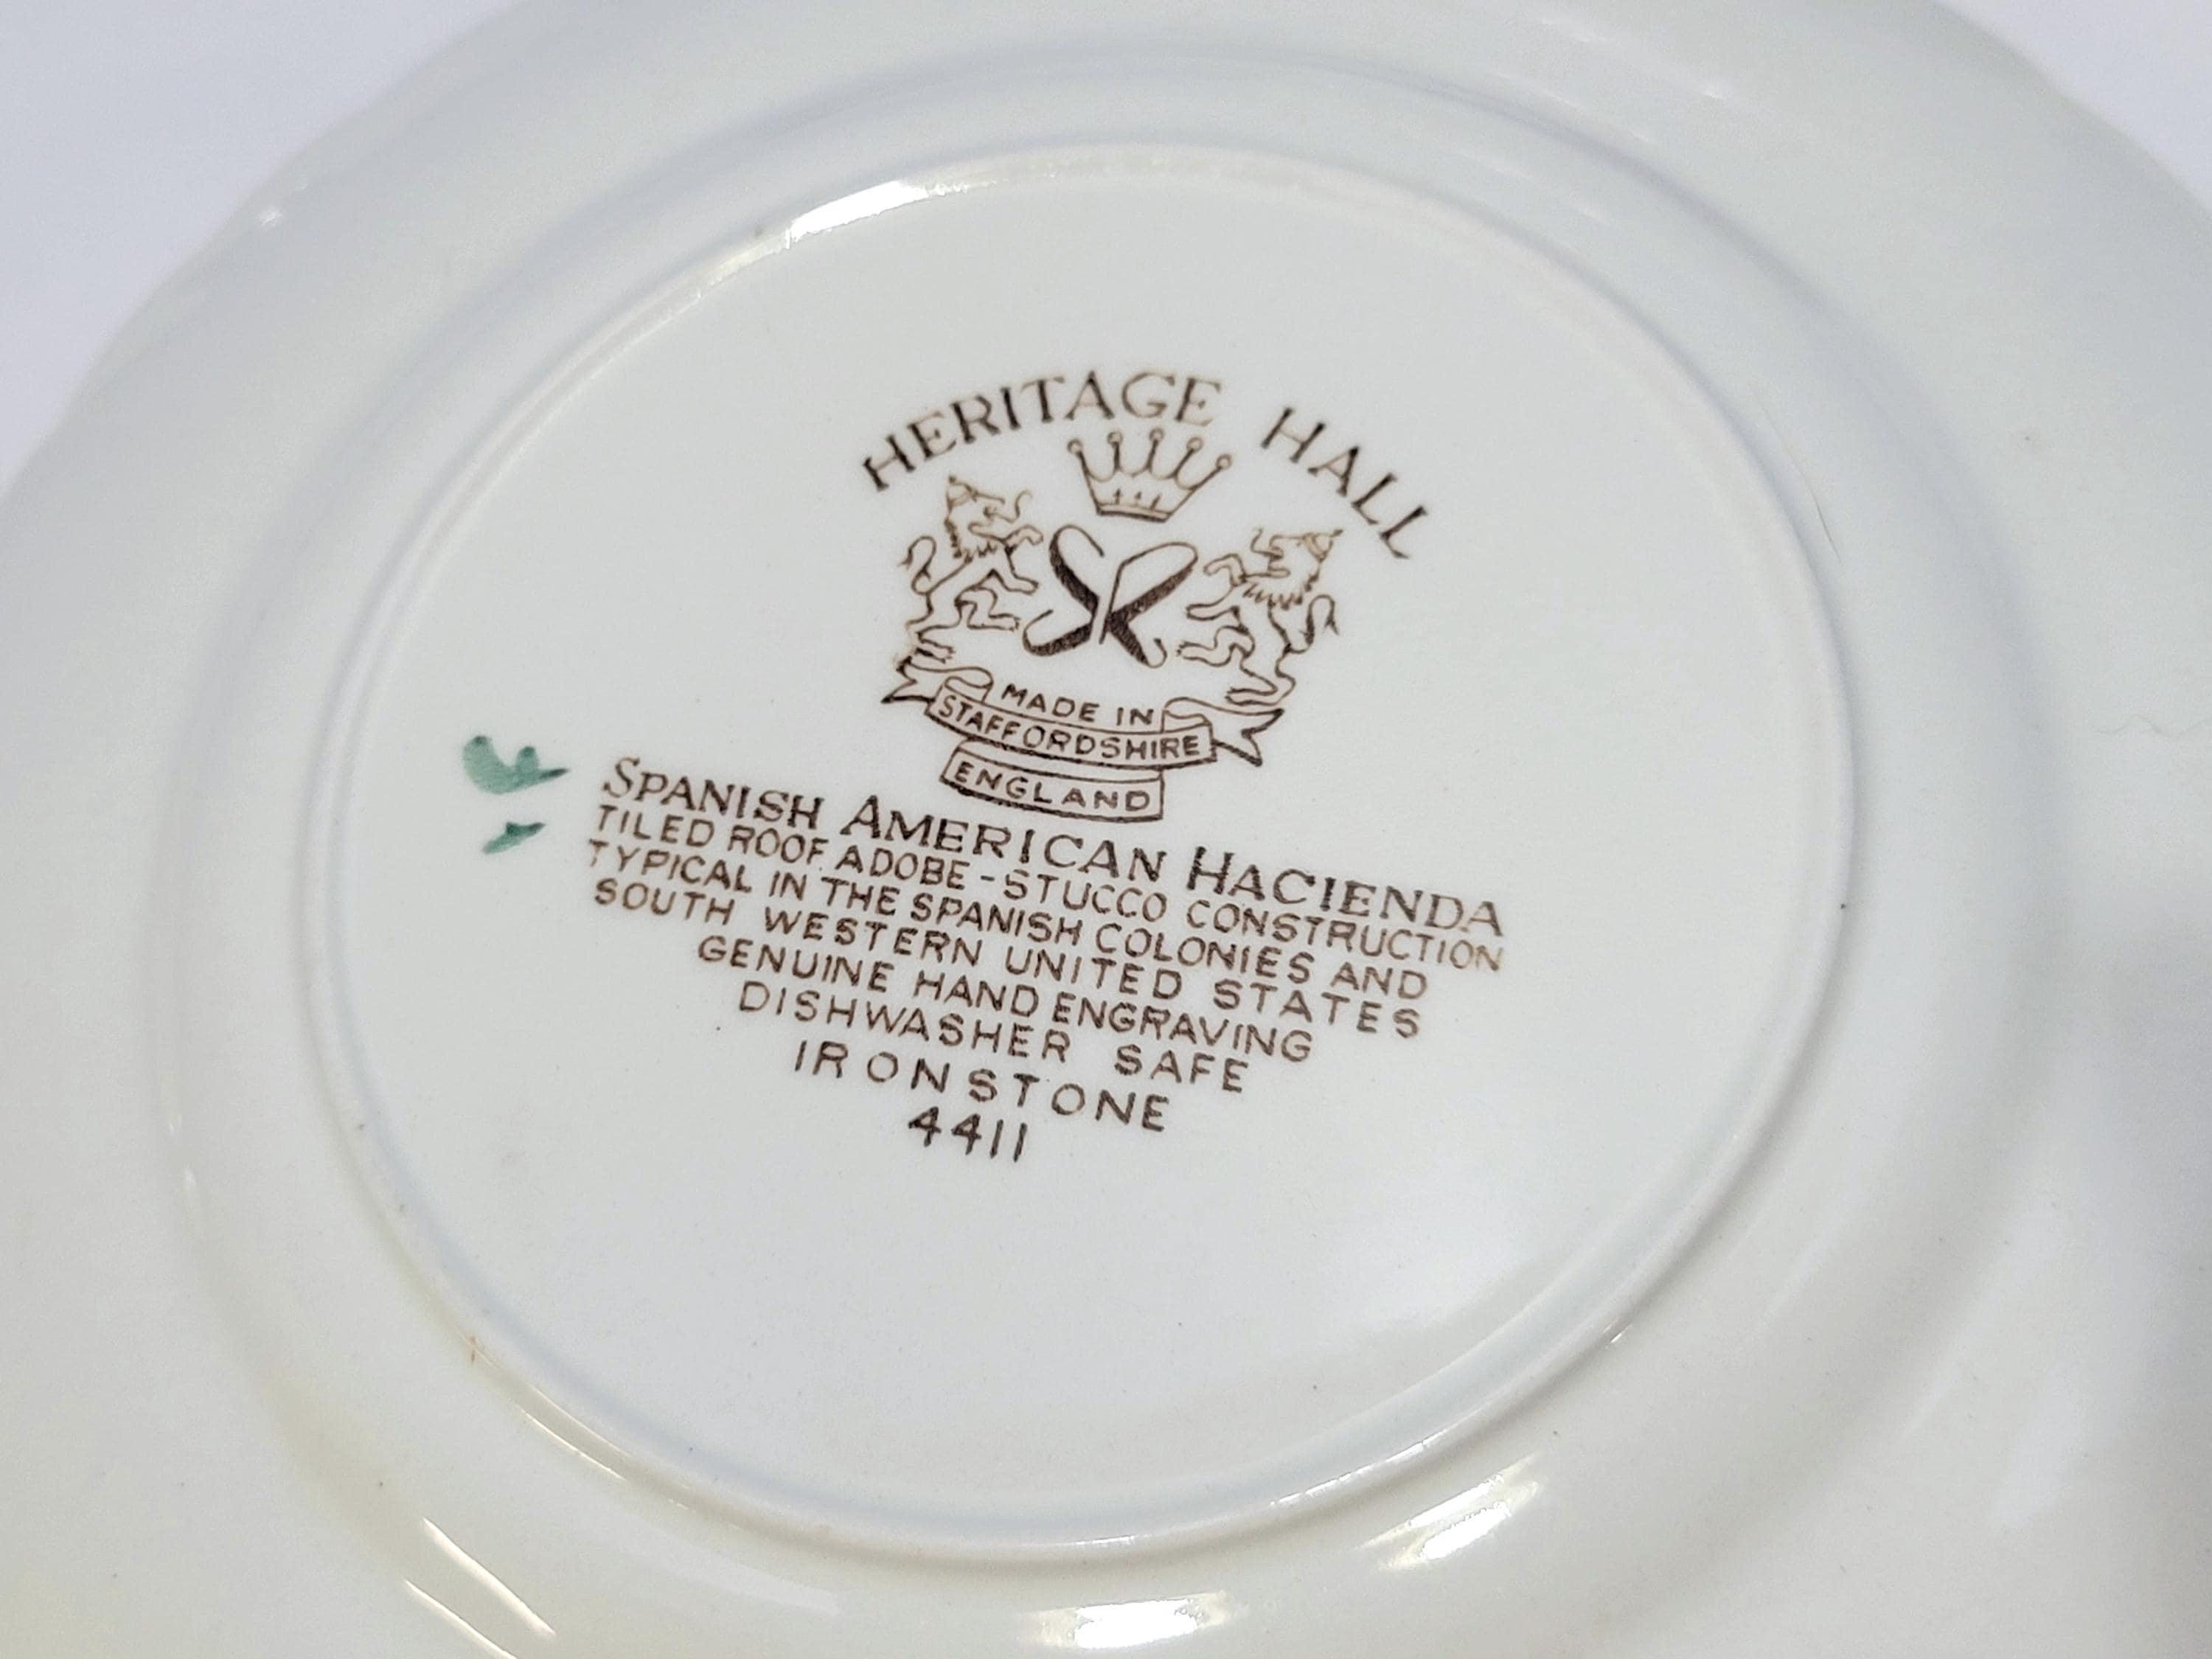 HERITAGE HALL
SR
MADE IN
STAFFORDSHIRE
ENGLAND
SPANISH AMERICAN HACIENDA
TILED ROOF, ADOBE-STUCCO CONSTRUCTION
TYPICAL IN THE SPANISH COLONIES AND
SOUTH WESTERN UNITED STATES
GENUINE HAND ENGRAVING
DISHWASHER SAFE
IRONSTONE
4411